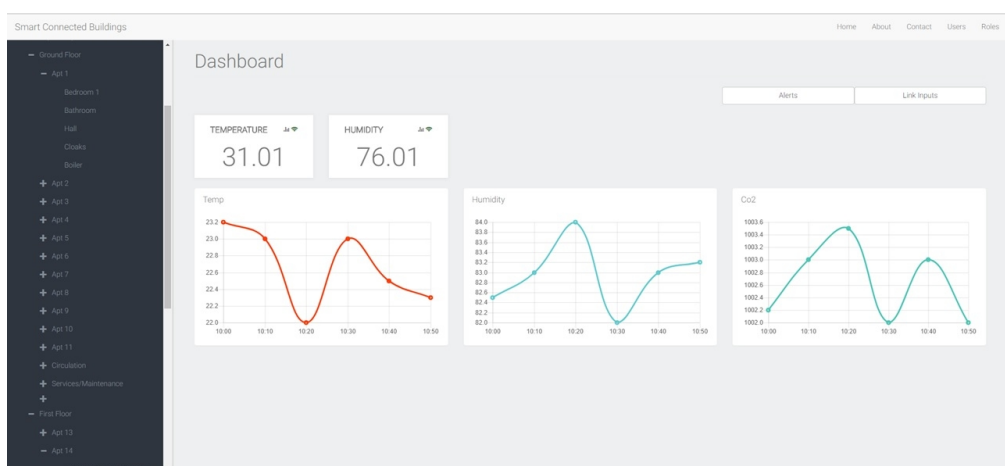 Smart Connected Buildings
Home About Contact Users Roles
Ground Floor
Apt 1
Bedroom 1
Bathroom
Hall
Cloaks
Boiler
Apt 2
Apt 3
Apt 4
Apt 5
Apt 6
Apt 7
Apt 8
Apt 9
Apt 10
Apt 11
Circulation
Services/Maintenance
First Floor
Apt 13
Apt 14
Dashboard
Alerts Link Inputs
TEMPERATURE
31.01
HUMIDITY
76.01
Temp
23.2
23.0
22.8
22.6
22.4
22.2
22.0
10:00 10:10 10:20 10:30 10:40 10:50
Humidity
84.0
83.8
83.6
83.4
83.2
83.0
82.8
82.6
82.4
82.2
82.0
10:00 10:10 10:20 10:30 10:40 10:50
Co2
1003.6
1003.4
1003.2
1003.0
1002.8
1002.6
1002.4
1002.2
1002.0
10:00 10:10 10:20 10:30 10:40 10:50